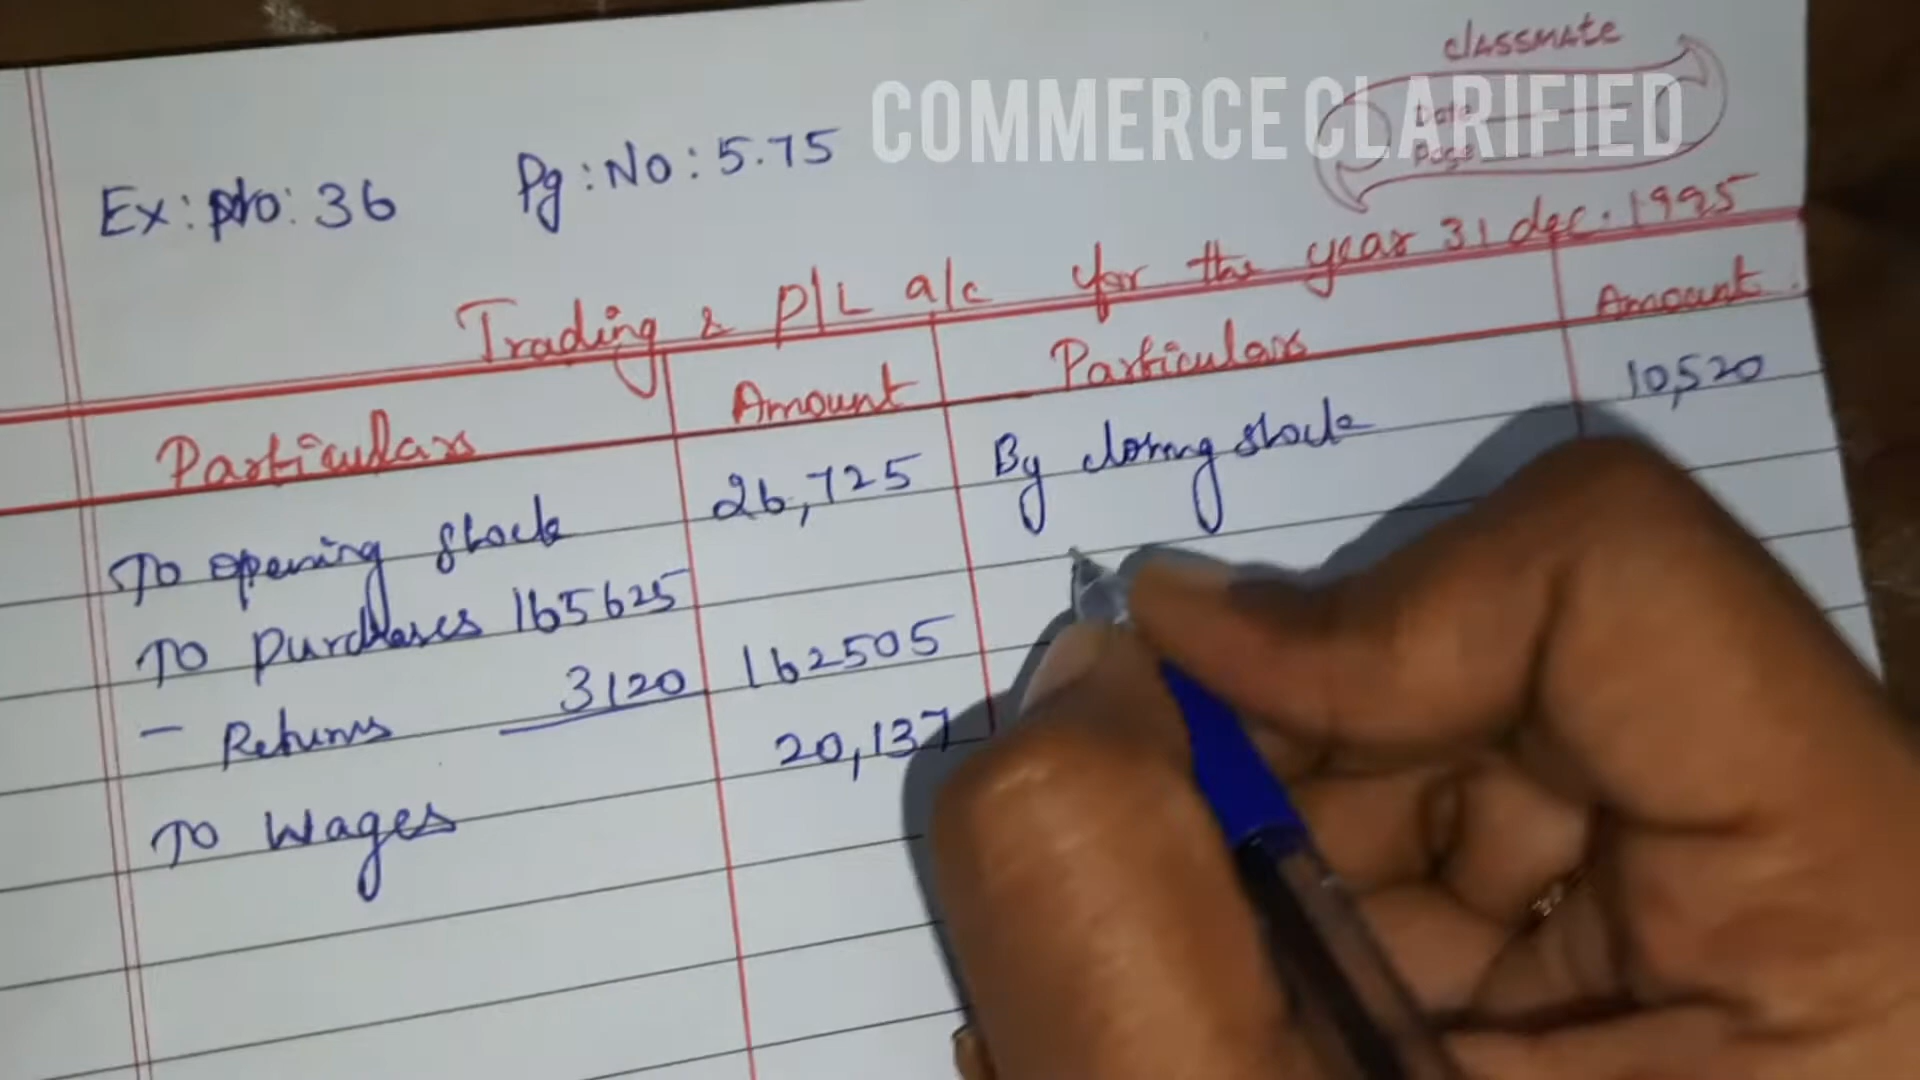 classmate
COMMERCE CLARIFIED
Date
Page
Ex: No: 36 Pg: No: 5.75
Trading & P/L a/c for the year 31 dec. 1995
Particulars Amount Particulars Amount
To opening stock 26,725 By closing stock 10,520
To Purchases 165625
- Returns 3120 162505
To Wages 20,137